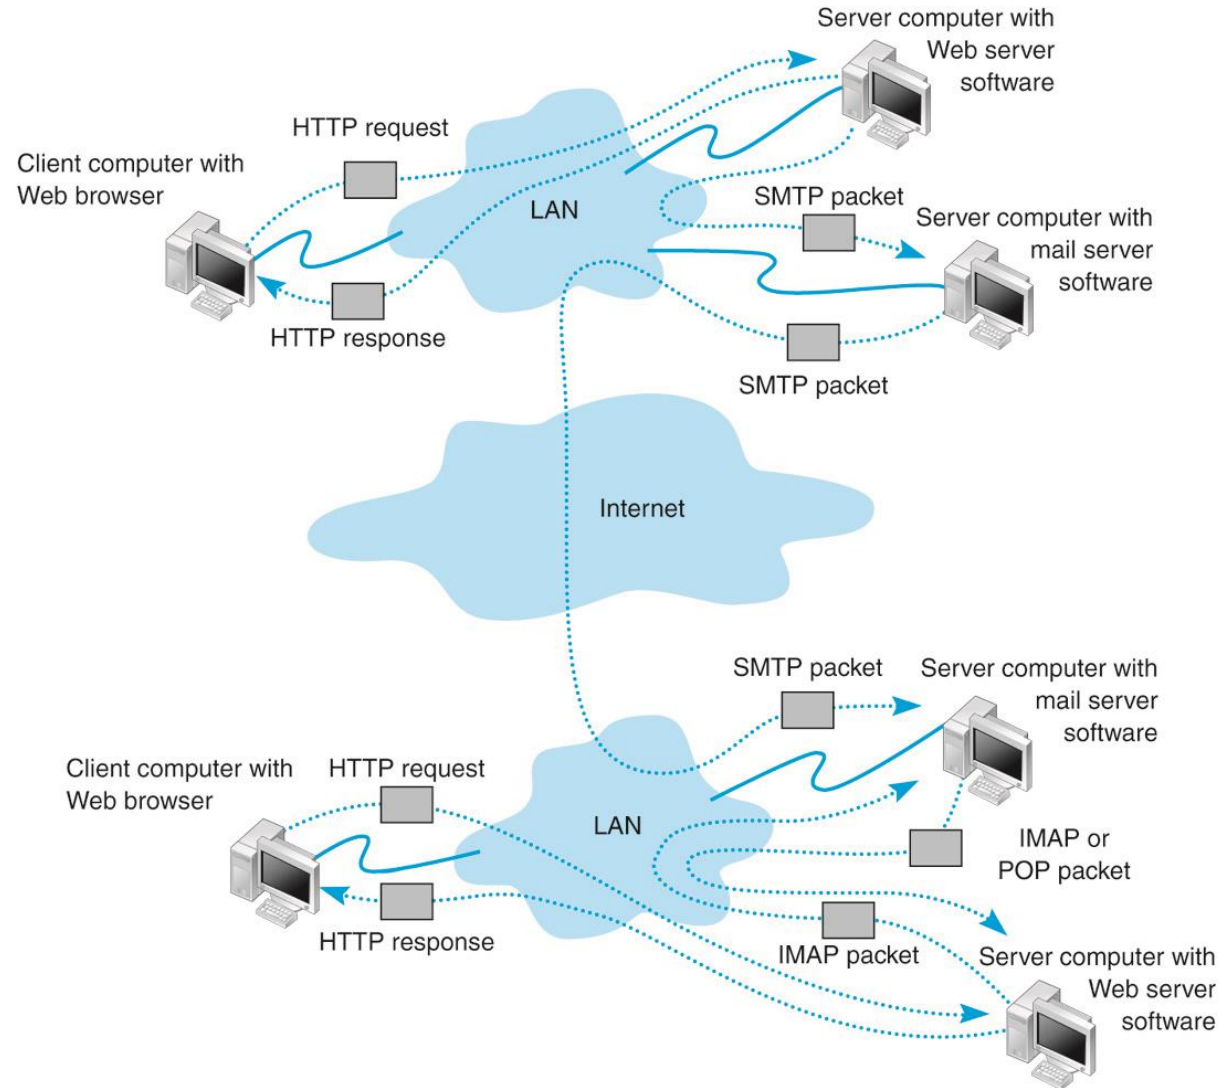 Server computer with
Web server
software
HTTP request
Client computer with
Web browser
LAN
SMTP packet
Server computer with
mail server
software
HTTP response
SMTP packet
Internet
SMTP packet
Server computer with
mail server
software
Client computer with
Web browser
HTTP request
LAN
IMAP or
POP packet
HTTP response
IMAP packet
Server computer with
Web server
software